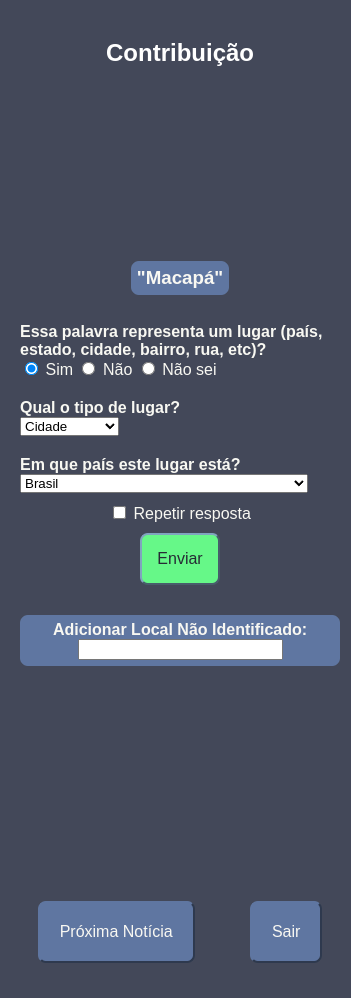 Contribuição
"Macapá"
Essa palavra representa um lugar (país,
estado, cidade, bairro, rua, etc)?
Sim Não Não sei
Qual o tipo de lugar?
Cidade
Em que país este lugar está?
Brasil
Repetir resposta
Enviar
Adicionar Local Não Identificado:
Próxima Notícia Sair